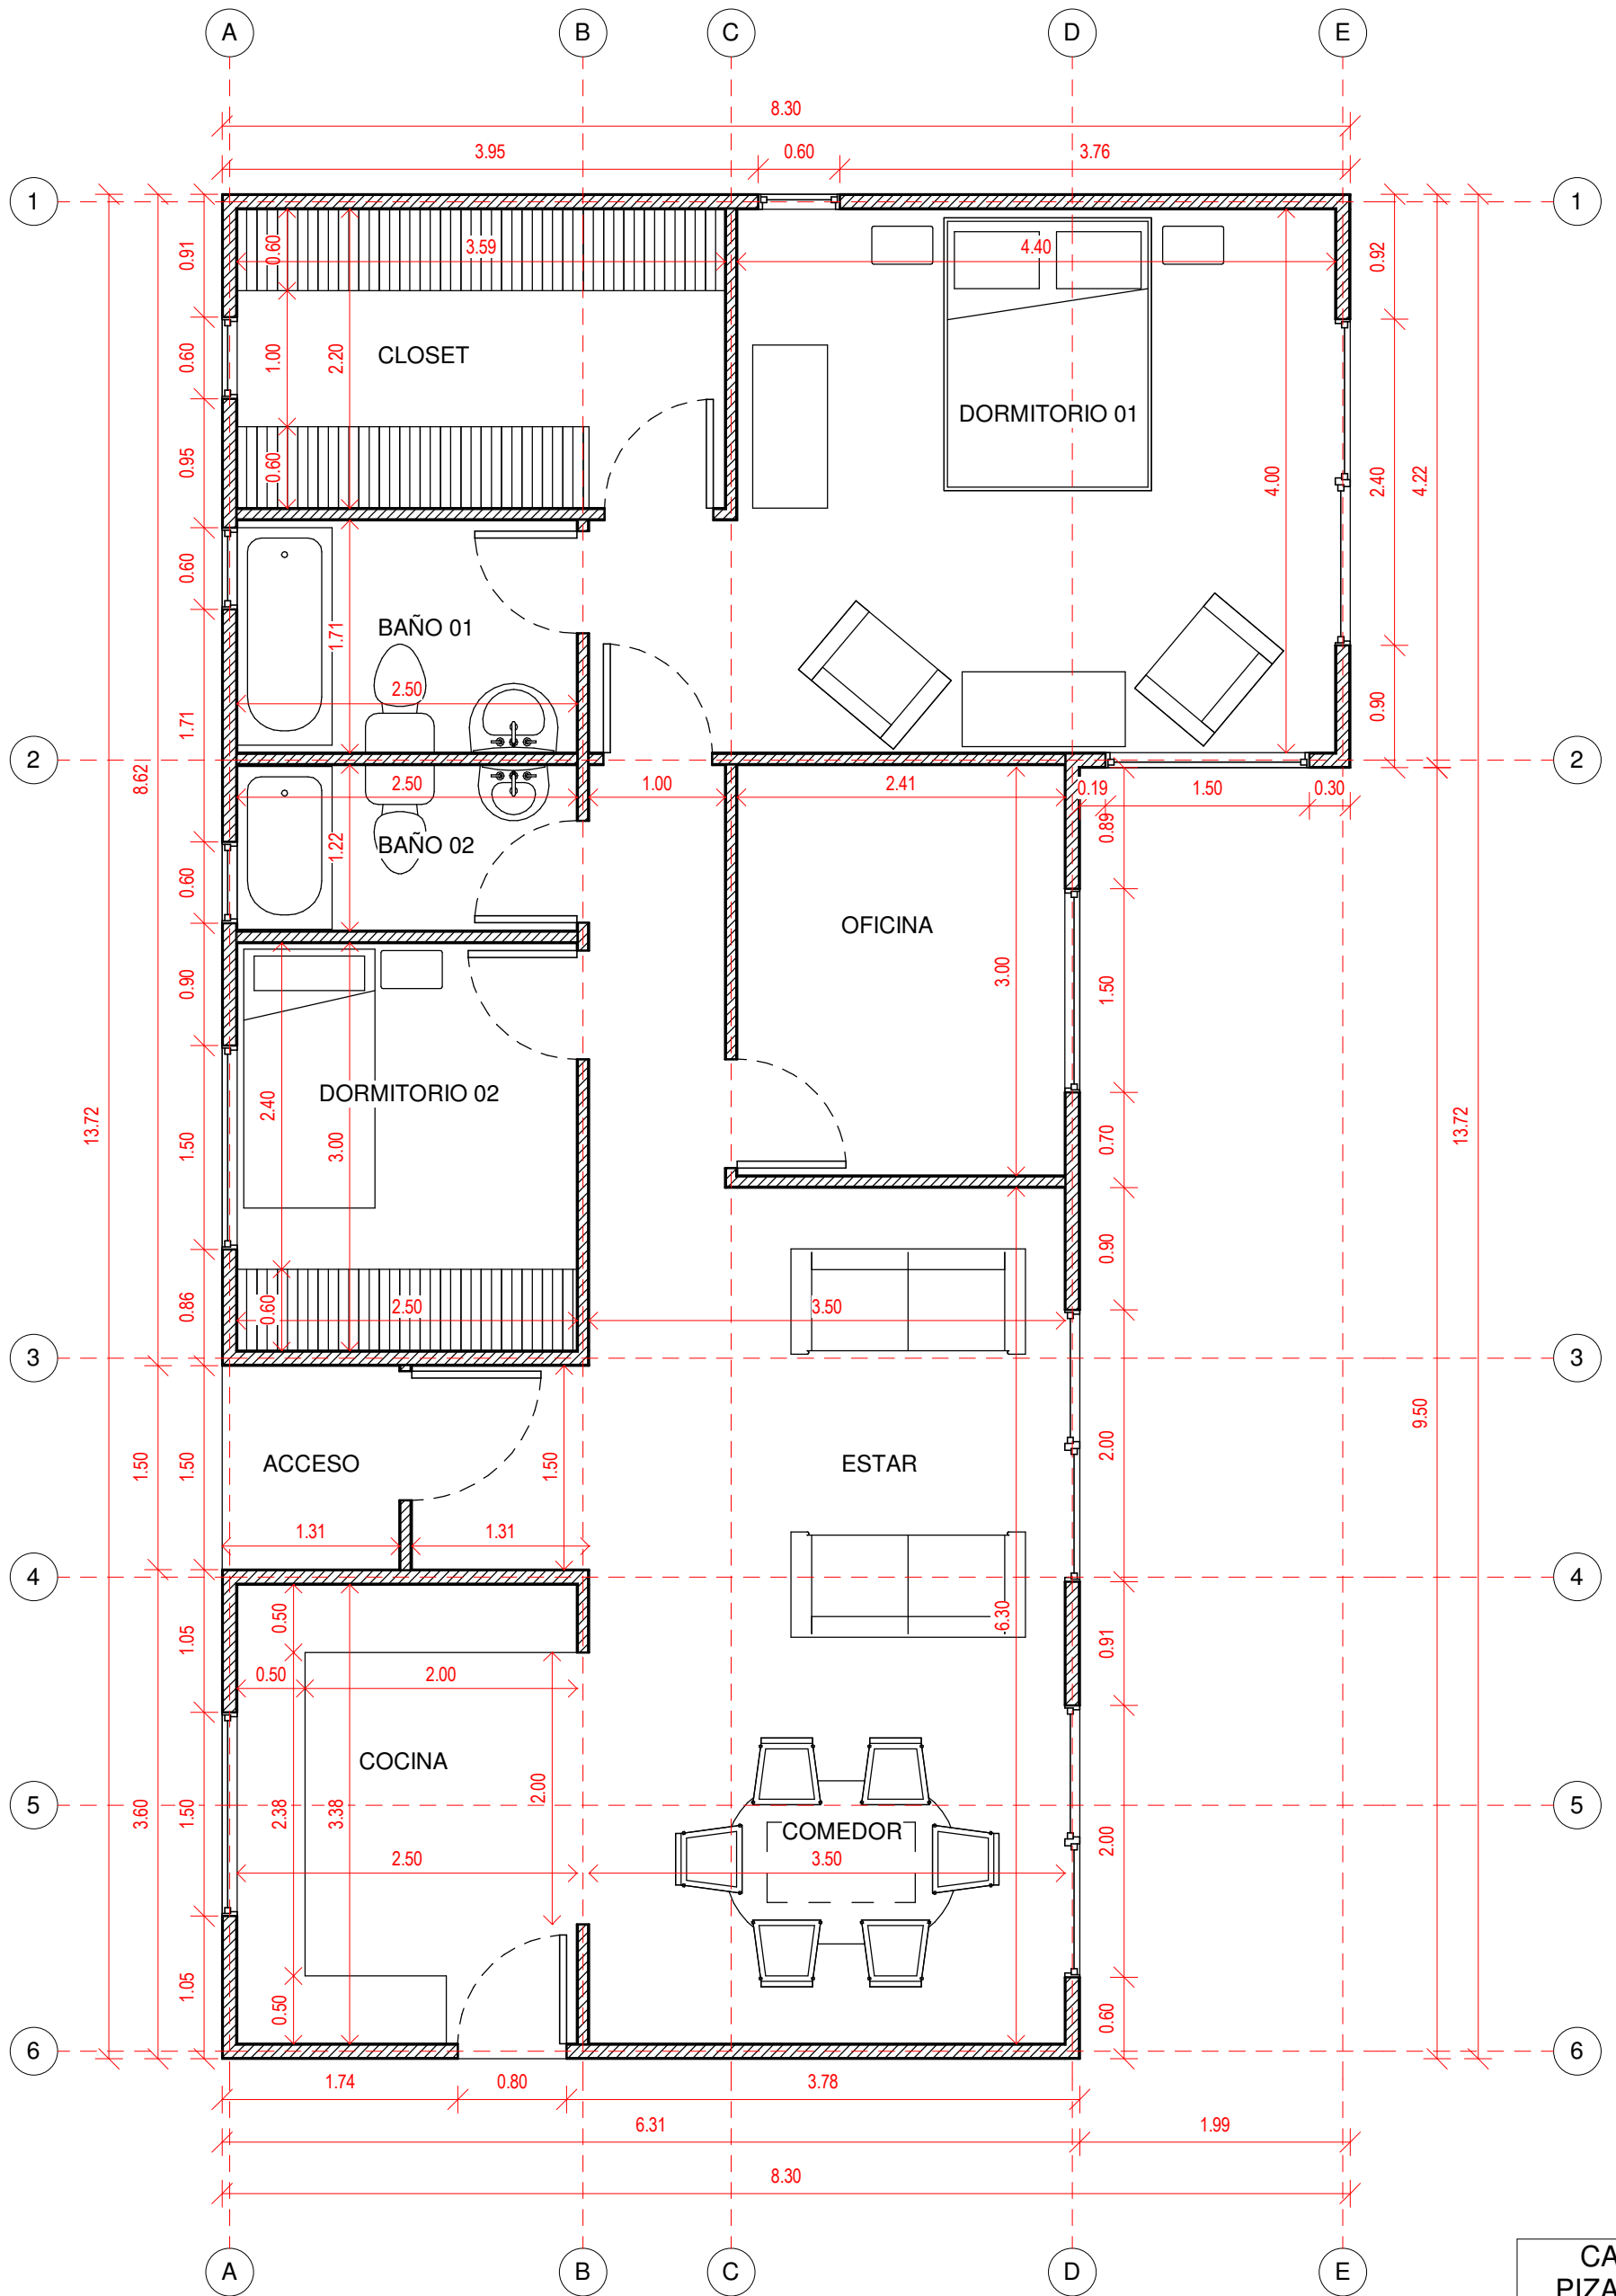 A B C D E
8.30
3.95 0.60 3.76
1 1
0.91 0.60 3.59 4.40 0.92
0.60 1.00 2.20 CLOSET
DORMITORIO 01
0.95 0.60 4.00 2.40 4.22
0.60
BAÑO 01
1.71 1.71
2.50 0.90
2 2
8.62 2.50 1.00 2.41 0.19 1.50 0.30
0.89
BAÑO 02
1.22
0.60
OFICINA
0.90 3.00 1.50
DORMITORIO 02
2.40
13.72 1.50 3.00 0.70 13.72
0.90
0.86 0.60 2.50 3.50
3 3
9.50
2.00
1.50 1.50 ACCESO 1.50 ESTAR
1.31 1.31
4 4
0.50 6.30
1.05 0.91
0.50 2.00
COCINA
2.00
5 5
3.60 1.50 2.38 3.38 COMEDOR 2.00
2.50 3.50
1.05 0.50 0.60
6 6
1.74 0.80 3.78
6.31 1.99
8.30
A B C D E
CA
PIZA